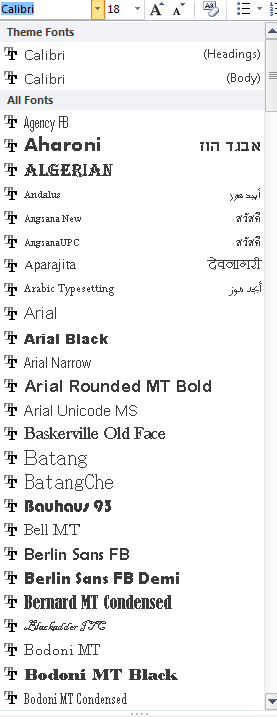 Calibri 18 A A
Theme Fonts
Calibri (Headings)
Calibri (Body)
All Fonts
Agency FB
Aharoni אבגד הוז
ALGERIAN
Andalus أبجد هوز
Angsana New สวัสดี
AngsanaUPC สวัสดี
Aparajita देवनागरी
Arabic Typesetting أبجد هوز
Arial
Arial Black
Arial Narrow
Arial Rounded MT Bold
Arial Unicode MS
Baskerville Old Face
Batang
BatangChe
Bauhaus 93
Bell MT
Berlin Sans FB
Berlin Sans FB Demi
Bernard MT Condensed
Blackadder ITC
Bodoni MT
Bodoni MT Black
Bodoni MT Condensed